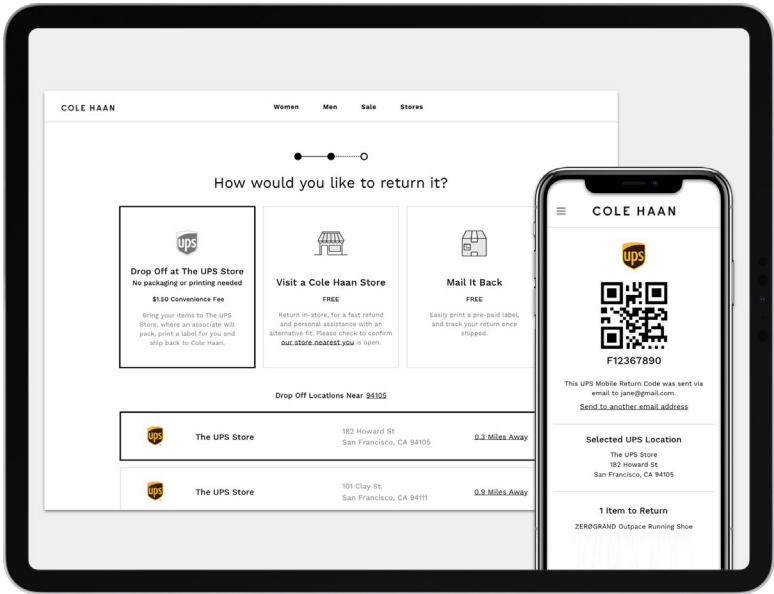 COLE HAAN
Women Men Sale Stores
How would you like to return it?
ups
Drop Off at The UPS Store
No packaging or printing needed
$1.50 Convenience Fee
Bring your items to The UPS
Store, where an associate will
pack, print a label for you and
ship back to Cole Haan.
Visit a Cole Haan Store
FREE
Return in-store, for a fast refund
and personal assistance with an
alternative fit. Please check to confirm
our store nearest you is open.
Mail It Back
FREE
Easily print a pre-paid label,
and track your return once
shipped.
Drop Off Locations Near 94105
ups
The UPS Store
182 Howard St
San Francisco, CA 94105
0.3 Miles Away
ups
The UPS Store
101 Clay St.
San Francisco, CA 94111
0.9 Miles Away
COLE HAAN
ups
F12367890
This UPS Mobile Return Code was sent via
email to jane@gmail.com.
Send to another email address
Selected UPS Location
The UPS Store
182 Howard St
San Francisco, CA 94105
1 Item to Return
ZERØGRAND Outpace Running Shoe